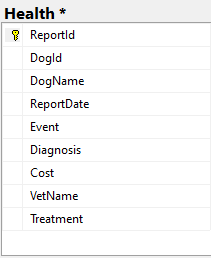 Health *
ReportId
DogId
DogName
ReportDate
Event
Diagnosis
Cost
VetName
Treatment